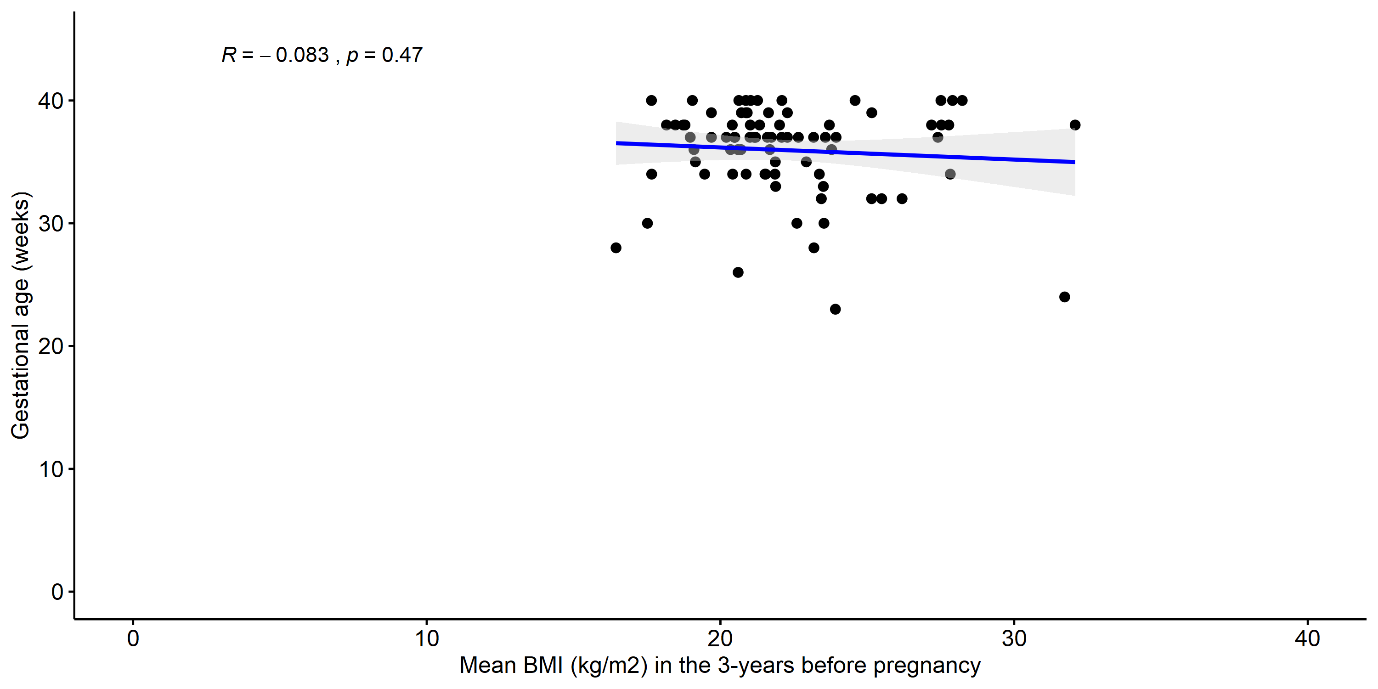 R = − 0.083 , p = 0.47
Gestational age (weeks)
40
30
20
10
0
0 10 20 30 40
Mean BMI (kg/m2) in the 3-years before pregnancy